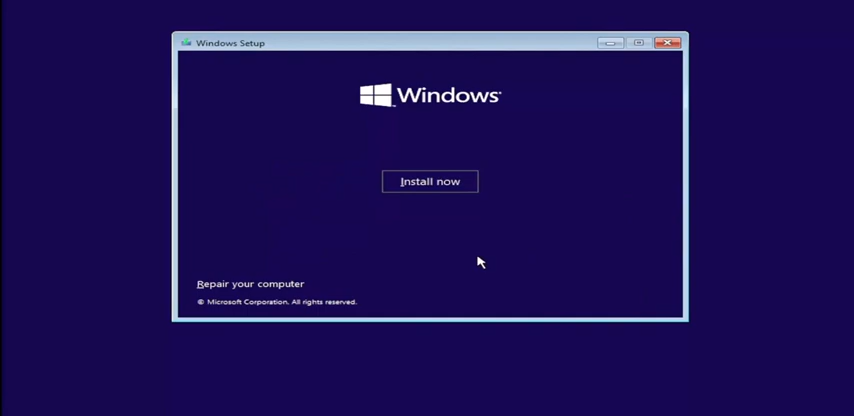 Windows Setup
Windows
Install now
Repair your computer
© Microsoft Corporation. All rights reserved.